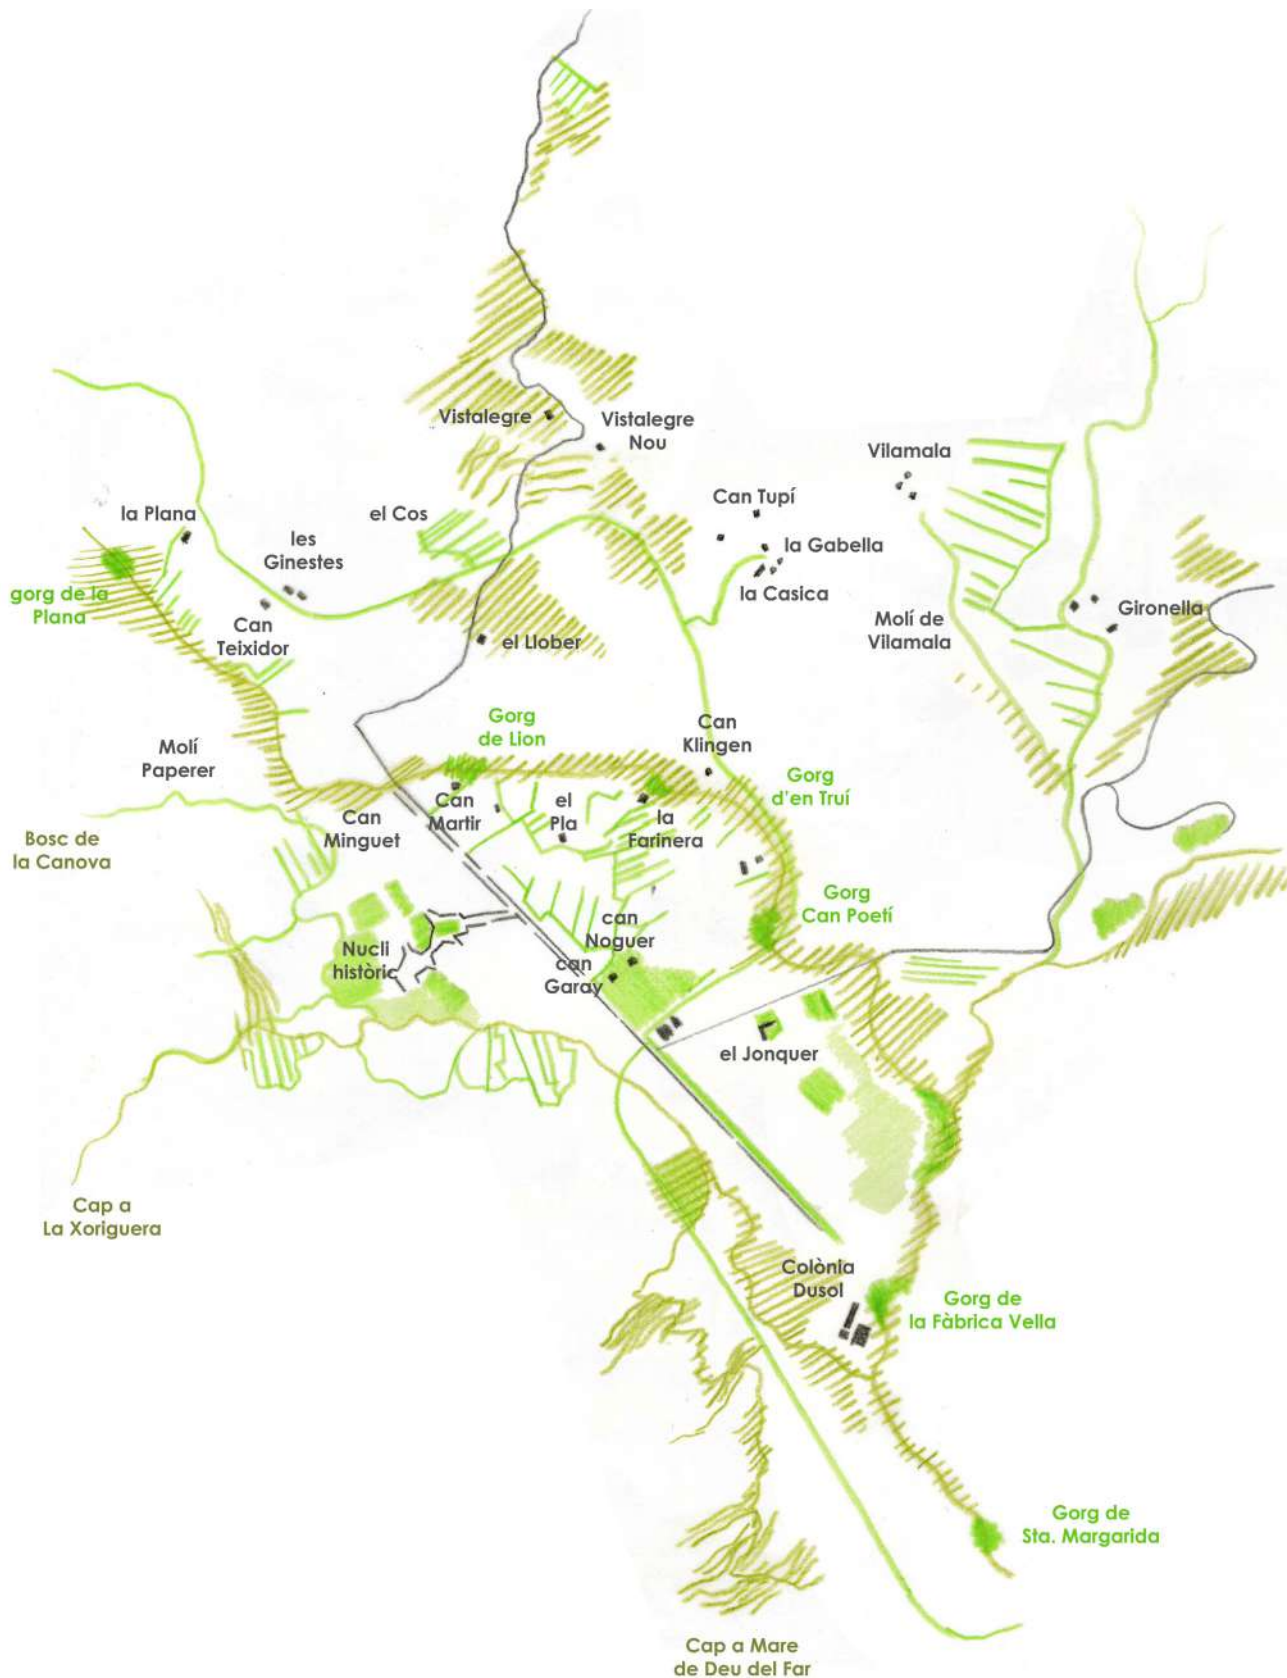 Vistalegre
Vistalegre
Nou
Vilamala
Can Tupí
la Plana
el Cos
les
Ginestes
la Gabella
la Casica
gorg de la
Plana
Can
Teixidor
el Llober
Molí de
Vilamala
Gironella
Gorg
de Lion
Can
Klingen
Molí
Paperer
Gorg
d'en Truí
Can
Minguet
Can
Martir
el
Pla
la
Farinera
Bosc de
la Canova
Gorg
Can Poetí
can
Noguer
Nucli
històric
can
Garay
el Jonquer
Cap a
La Xoriguera
Colònia
Dusol
Gorg de
la Fàbrica Vella
Gorg de
Sta. Margarida
Cap a Mare
de Deu del Far